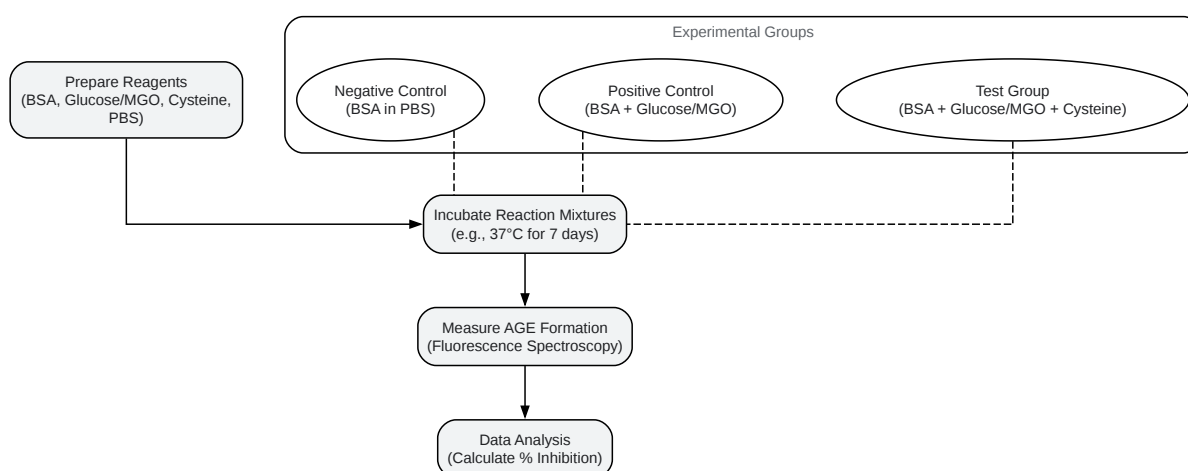 Experimental Groups
Prepare Reagents
(BSA, Glucose/MGO, Cysteine,
PBS)
Negative Control
(BSA in PBS)
Positive Control
(BSA + Glucose/MGO)
Test Group
(BSA + Glucose/MGO + Cysteine)
Incubate Reaction Mixtures
(e.g., 37°C for 7 days)
Measure AGE Formation
(Fluorescence Spectroscopy)
Data Analysis
(Calculate % Inhibition)